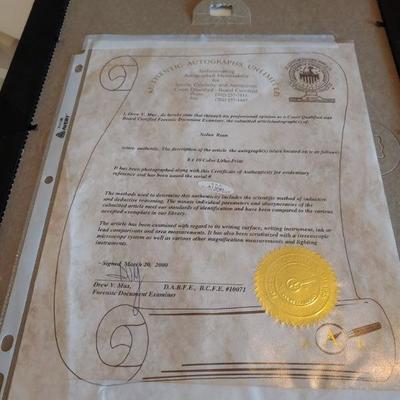 AUTHENTIC AUTOGRAPHS UNLIMITED
Authenticating
Autographed Memorabilia
for
Sports, Celebrity and Antiquities
Court Qualified - Board Certified
Phone
Fax
I, Drew V. Max, do hereby state that through my professional opinion as a Court Qualified and
Board Certified Forensic Document Examiner, the submitted article(autograph(s) of:
Nolan Ryan
is/are authentic. The description of the article the autograph(s) is/are located on is as follows:
8 x 10 Color Litho Print
It has been photographed along with this Certificate of Authenticity for evidentiary
reference and has been issued the serial #
The methods used to determine this authenticity includes the scientific method of inductive
and deductive reasoning. The minute individual parameters and idiosyncrasies of the
submitted article meet our standards of identification and have been compared to the various
accepted exemplars in our library.
The article has been examined with regard to its writing surface, writing instrument, ink or
lead comparisons and area measurements. It has also been scrutinized with a stereoscopic
microscope system as well as various other magnification measurements and lighting
instruments.
Signed March 20, 2000
Drew V. Max, D.A.B.F.E., B.C.F.E. #10071
Forensic Document Examiner
A A U
AVERY